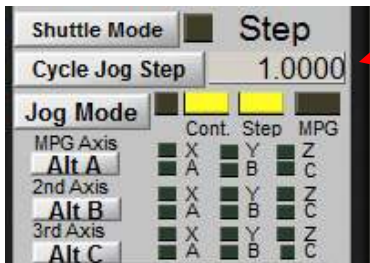 Shuttle Mode Step
Cycle Jog Step 1.0000
Jog Mode
Cont. Step MPG
MPG Axis X Y Z
Alt A A B C
2nd Axis X Y Z
Alt B A B C
3rd Axis X Y Z
Alt C A B C